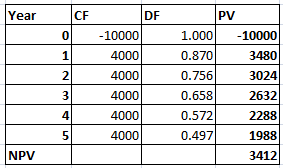 Year CF DF PV
0 -10000 1.000 -10000
1 4000 0.870 3480
2 4000 0.756 3024
3 4000 0.658 2632
4 4000 0.572 2288
5 4000 0.497 1988
NPV 3412